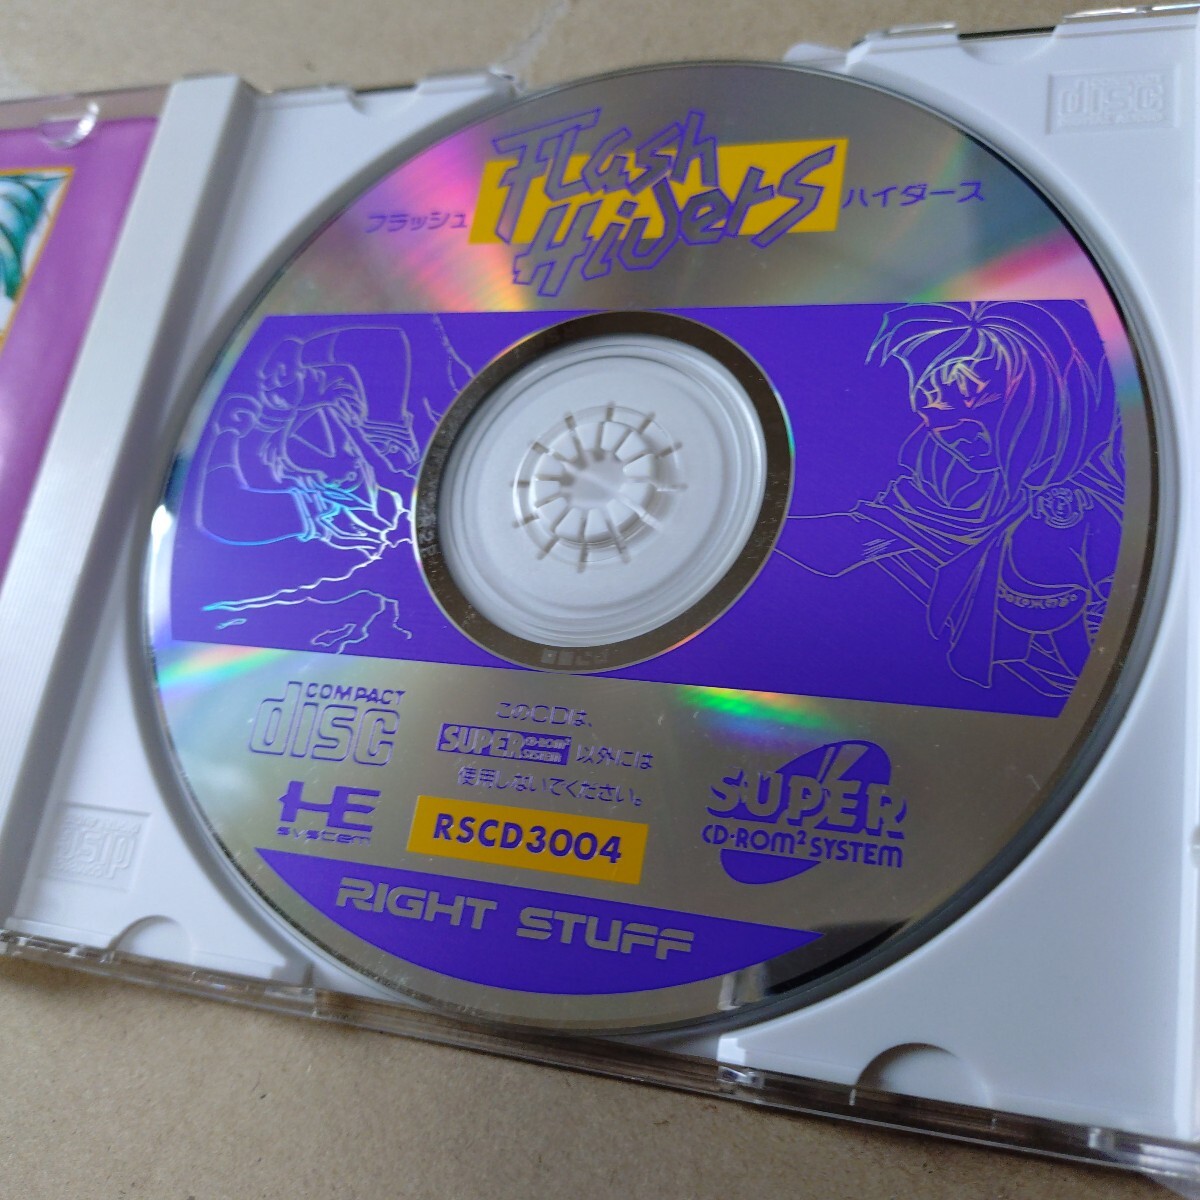 Flash
フラッシュ
HiDers
ハイダース
COMPACT
disc
このCDは、
SUPER CD-ROM² SYSTEM 以外には
使用しないでください。
HE
system
RSCD3004
SUPER
CD-ROM² SYSTEM
RIGHT STUFF
disc
disc